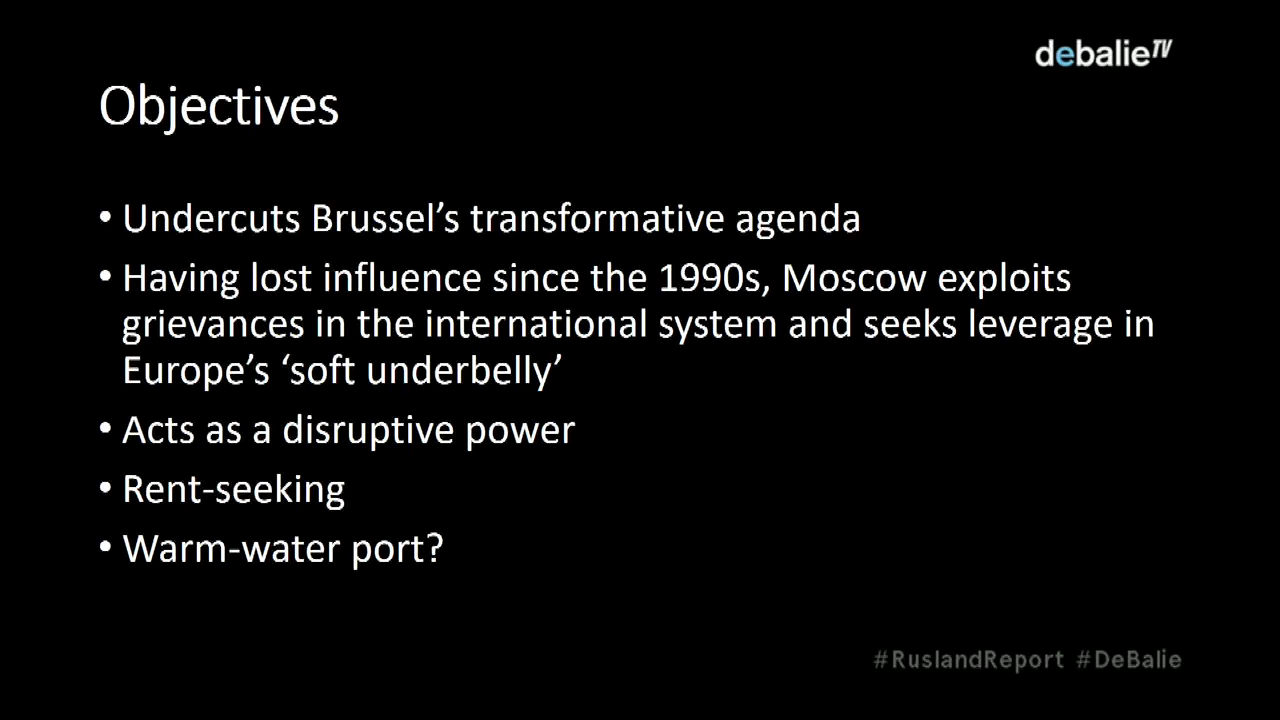 debalieTV
Objectives
• Undercuts Brussel’s transformative agenda
• Having lost influence since the 1990s, Moscow exploits
grievances in the international system and seeks leverage in
Europe’s ‘soft underbelly’
• Acts as a disruptive power
• Rent-seeking
• Warm-water port?
#RuslandReport #DeBalie